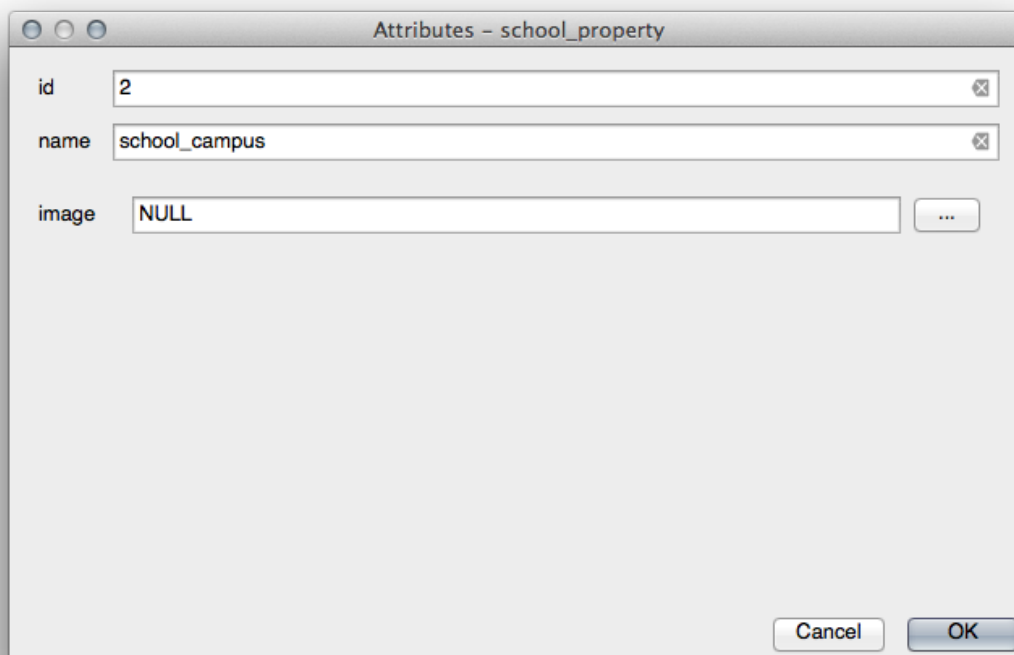 Attributes – school_property
id 2
name school_campus
image NULL ...
Cancel OK